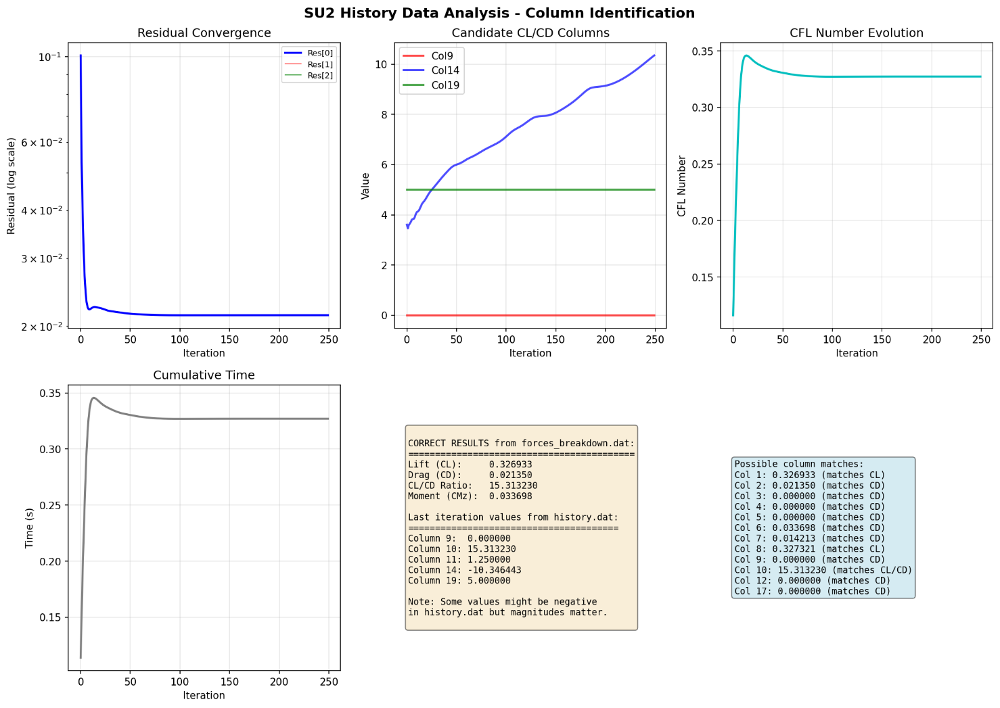 SU2 History Data Analysis - Column Identification
Residual Convergence
Residual (log scale)
10⁻¹
6 × 10⁻²
4 × 10⁻²
3 × 10⁻²
2 × 10⁻²
Res[0]
Res[1]
Res[2]
0 50 100 150 200 250
Iteration
Candidate CL/CD Columns
Value
10
8
6
4
2
0
Col9
Col14
Col19
0 50 100 150 200 250
Iteration
CFL Number Evolution
CFL Number
0.35
0.30
0.25
0.20
0.15
0 50 100 150 200 250
Iteration
Cumulative Time
Time (s)
0.35
0.30
0.25
0.20
0.15
0 50 100 150 200 250
Iteration
CORRECT RESULTS from forces_breakdown.dat:
==========================================
Lift (CL):     0.326933
Drag (CD):     0.021350
CL/CD Ratio:   15.313230
Moment (CMz):  0.033698
Last iteration values from history.dat:
=======================================
Column 9:  0.000000
Column 10: 15.313230
Column 11: 1.250000
Column 14: -10.346443
Column 19: 5.000000
Note: Some values might be negative
in history.dat but magnitudes matter.
Possible column matches:
Col 1: 0.326933 (matches CL)
Col 2: 0.021350 (matches CD)
Col 3: 0.000000 (matches CD)
Col 4: 0.000000 (matches CD)
Col 5: 0.000000 (matches CD)
Col 6: 0.033698 (matches CD)
Col 7: 0.014213 (matches CD)
Col 8: 0.327321 (matches CL)
Col 9: 0.000000 (matches CD)
Col 10: 15.313230 (matches CL/CD)
Col 12: 0.000000 (matches CD)
Col 17: 0.000000 (matches CD)